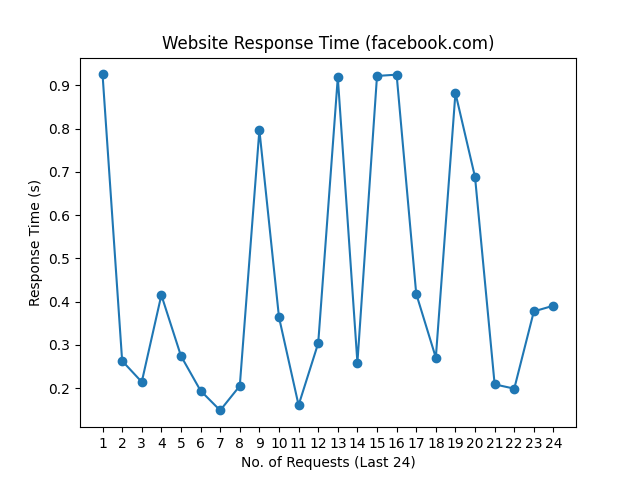 Website Response Time (facebook.com)
Response Time (s)
0.9
0.8
0.7
0.6
0.5
0.4
0.3
0.2
1 2 3 4 5 6 7 8 9 10 11 12 13 14 15 16 17 18 19 20 21 22 23 24
No. of Requests (Last 24)